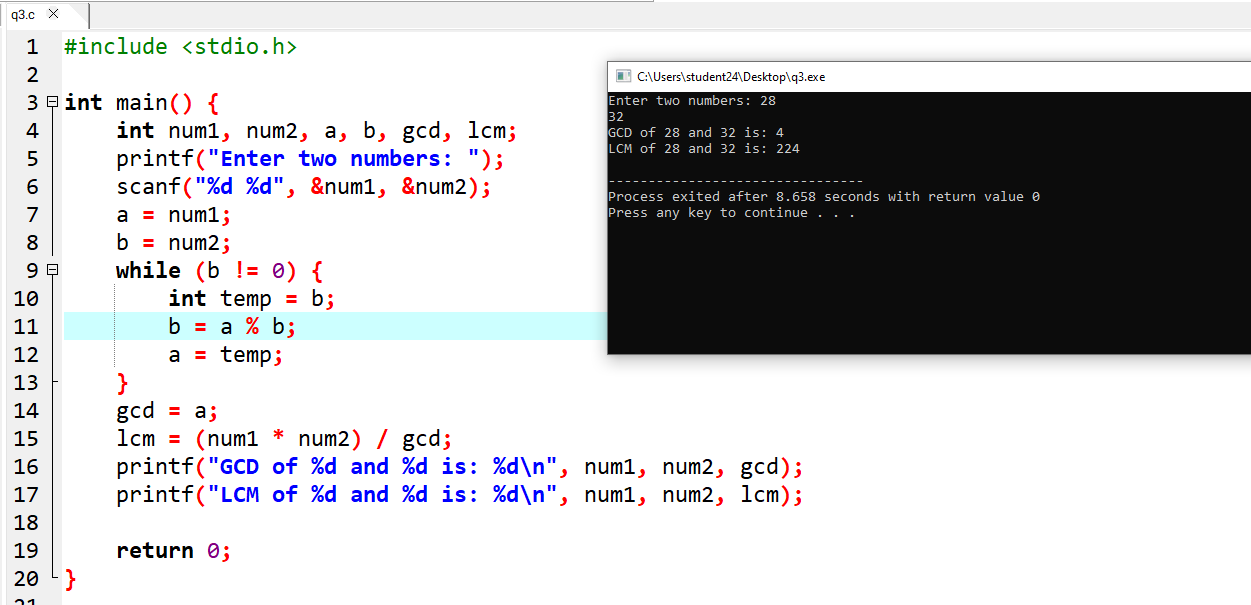 q3.c
1 #include <stdio.h>
2
3 int main() {
4 int num1, num2, a, b, gcd, lcm;
5 printf("Enter two numbers: ");
6 scanf("%d %d", &num1, &num2);
7 a = num1;
8 b = num2;
9 while (b != 0) {
10 int temp = b;
11 b = a % b;
12 a = temp;
13 }
14 gcd = a;
15 lcm = (num1 * num2) / gcd;
16 printf("GCD of %d and %d is: %d\n", num1, num2, gcd);
17 printf("LCM of %d and %d is: %d\n", num1, num2, lcm);
18
19 return 0;
20 }
21
C:\Users\student24\Desktop\q3.exe
Enter two numbers: 28
32
GCD of 28 and 32 is: 4
LCM of 28 and 32 is: 224
--------------------------------
Process exited after 8.658 seconds with return value 0
Press any key to continue . . .